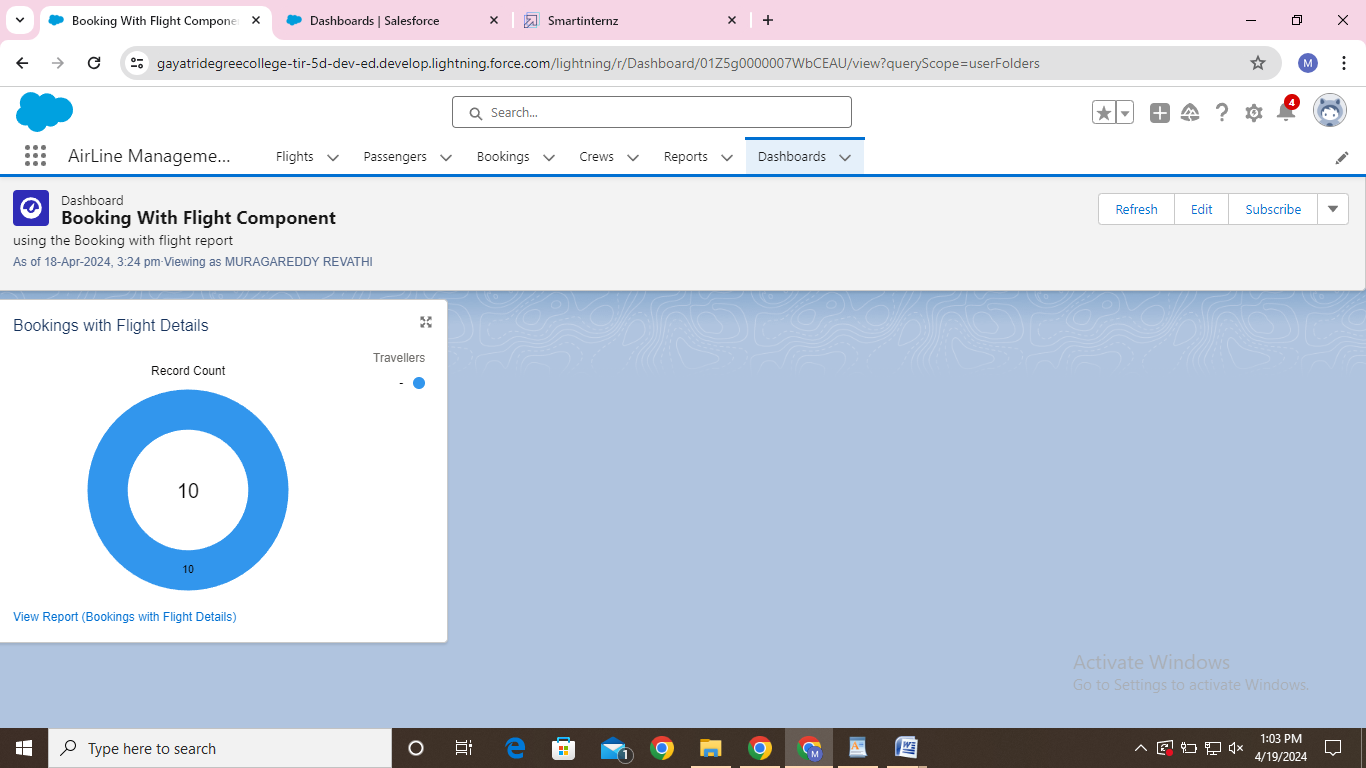 Booking With Flight Compone
Dashboards | Salesforce
Smartinternz
gayatridegreecollege-tir-5d-dev-ed.develop.lightning.force.com/lightning/r/Dashboard/01Z5g0000007WbCEAU/view?queryScope=userFolders
M
Search...
4
AirLine Manageme...
Flights
Passengers
Bookings
Crews
Reports
Dashboards
Dashboard
Booking With Flight Component
using the Booking with flight report
As of 18-Apr-2024, 3:24 pm·Viewing as MURAGAREDDY REVATHI
Refresh
Edit
Subscribe
Bookings with Flight Details
Travellers
-
Record Count
10
10
View Report (Bookings with Flight Details)
Activate Windows
Go to Settings to activate Windows.
Type here to search
1
M
1:03 PM
4/19/2024